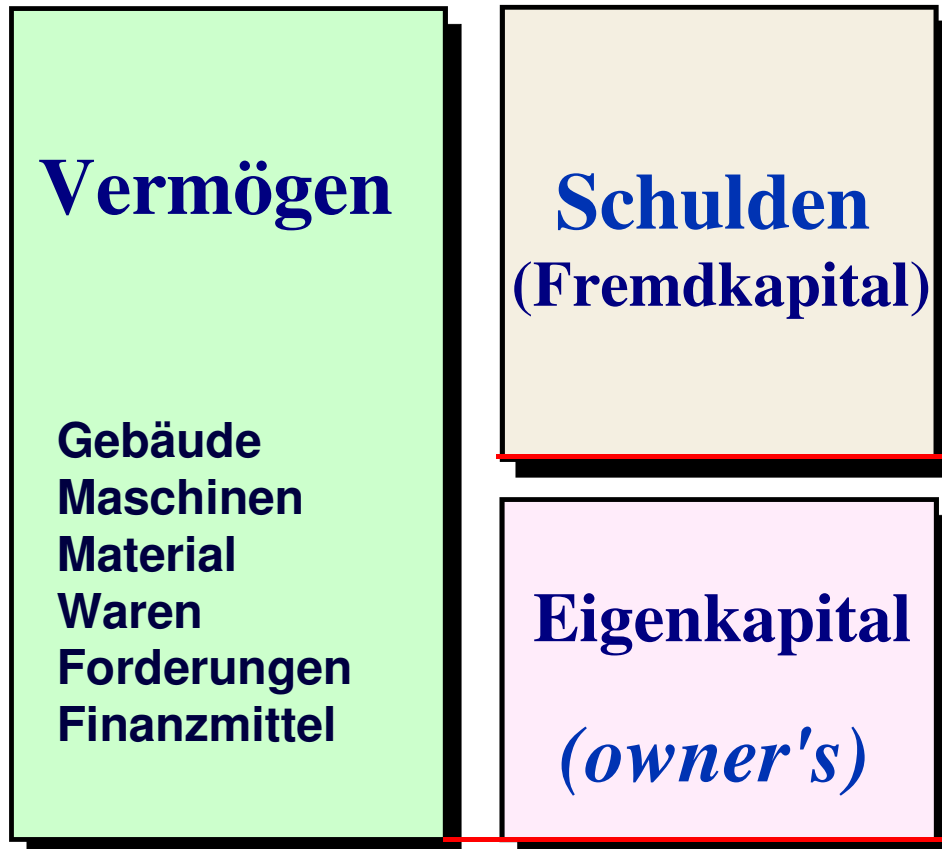 Vermögen
Gebäude
Maschinen
Material
Waren
Forderungen
Finanzmittel
Schulden
(Fremdkapital)
Eigenkapital
(owner's)